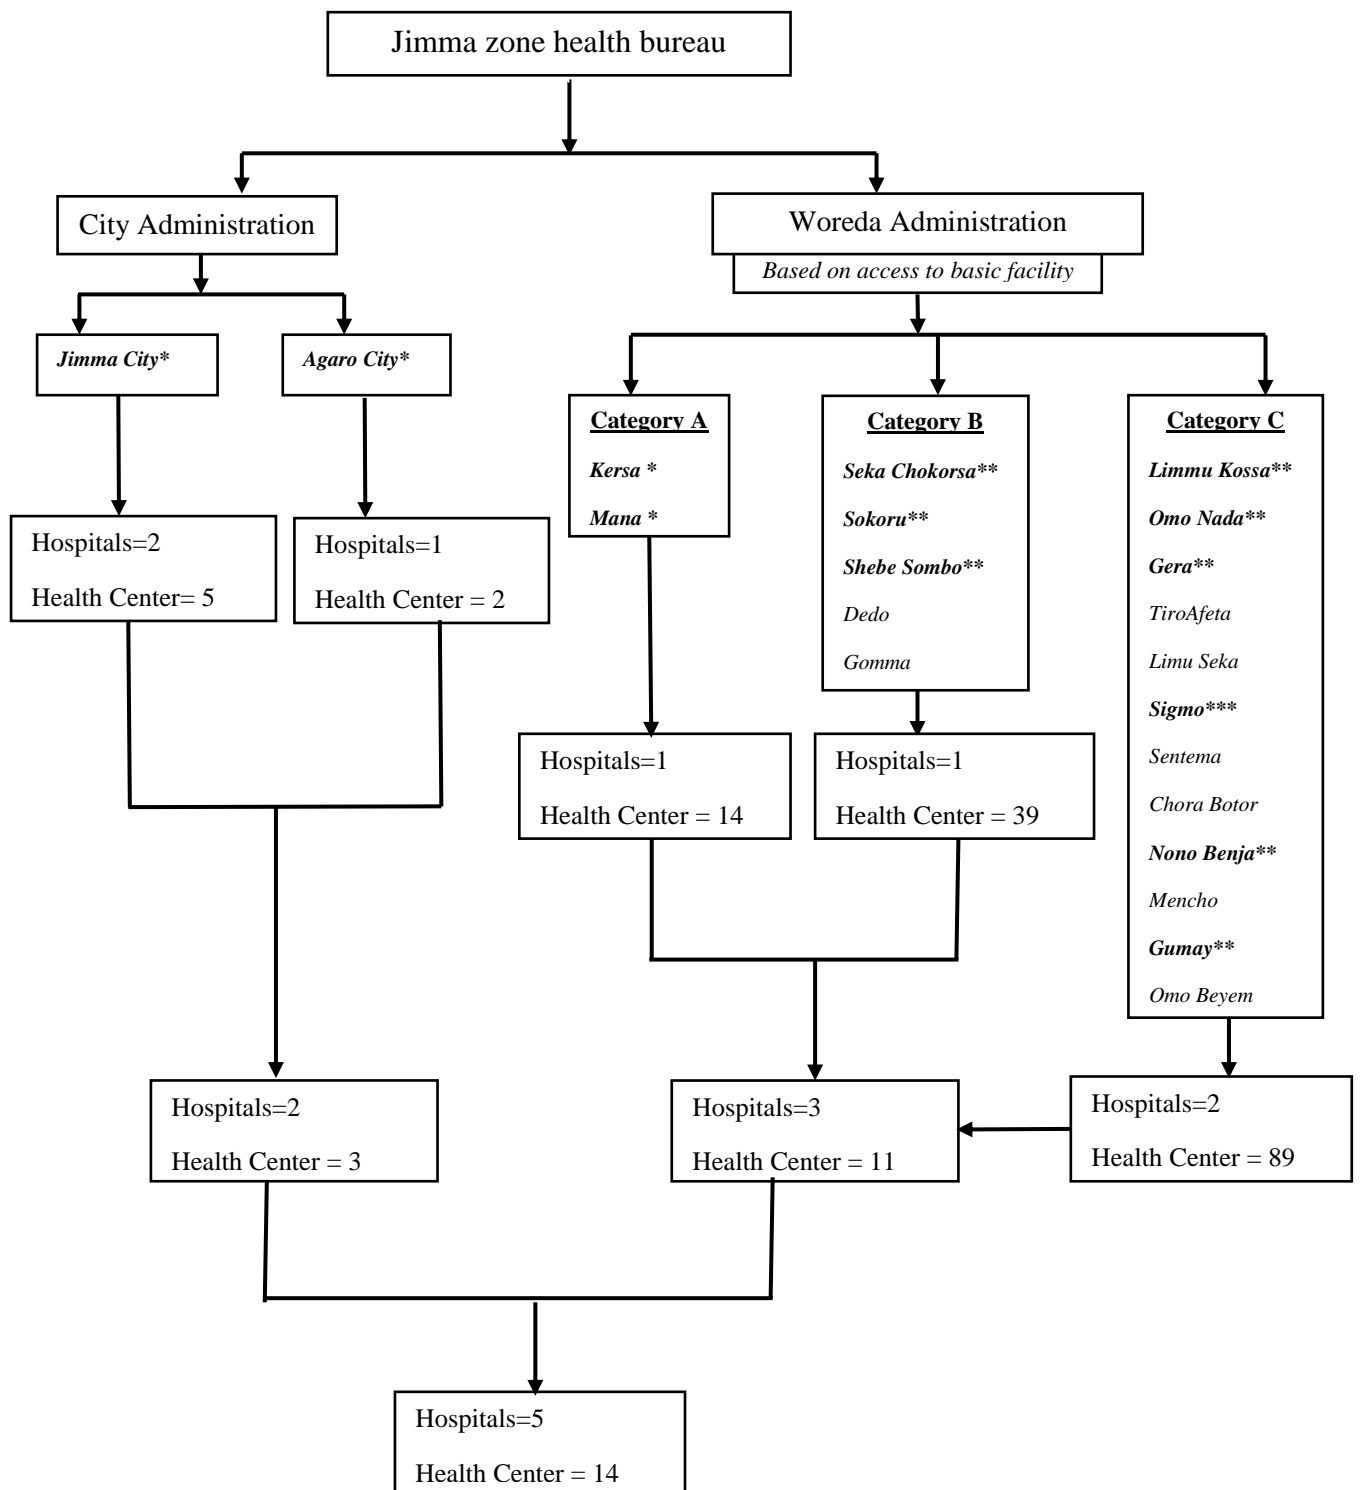 Jimma zone health bureau
City Administration
Woreda Administration
Based on access to basic facility
Jimma City*
Agaro City*
Category A
Kersa *
Mana *
Category B
Seka Chokorsa**
Sokoru**
Shebe Sombo**
Dedo
Gomma
Category C
Limmu Kossa**
Omo Nada**
Gera**
TiroAfeta
Limu Seka
Sigmo***
Sentema
Chora Botor
Nono Benja**
Mencho
Gumay**
Omo Beyem
Hospitals=2
Health Center= 5
Hospitals=1
Health Center = 2
Hospitals=1
Health Center = 14
Hospitals=1
Health Center = 39
Hospitals=2
Health Center = 3
Hospitals=3
Health Center = 11
Hospitals=2
Health Center = 89
Hospitals=5
Health Center = 14